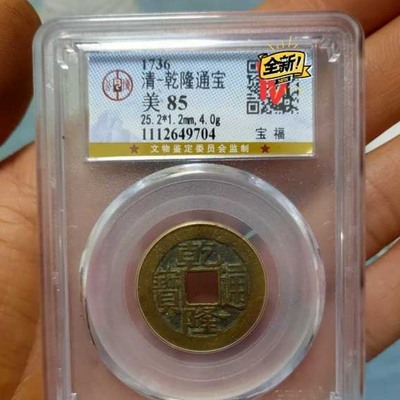 1736
全新!
清-乾隆通宝
美 85
25.2*1.2mm,4.0g
1112649704
宝 福
★文物鉴定委员会监制★
乾隆通寶